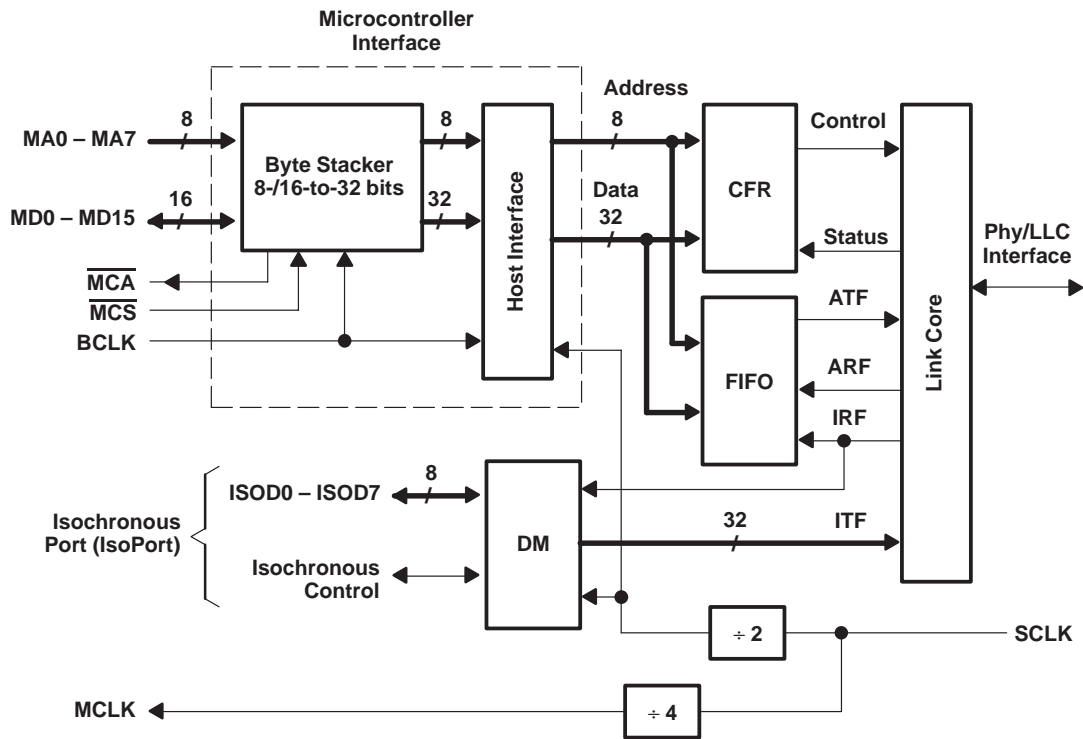 Microcontroller
Interface
Address
8
8
8
MA0 – MA7
Control
Byte Stacker
8-/16-to-32 bits
CFR
Data
16
32
32
MD0 – MD15
Host Interface
Status
Phy/LLC
Interface
MCA
MCS
BCLK
ATF
Link Core
FIFO
ARF
IRF
8
ISOD0 – ISOD7
Isochronous
Port (IsoPort)
32
ITF
DM
Isochronous
Control
÷ 2
SCLK
MCLK
÷ 4